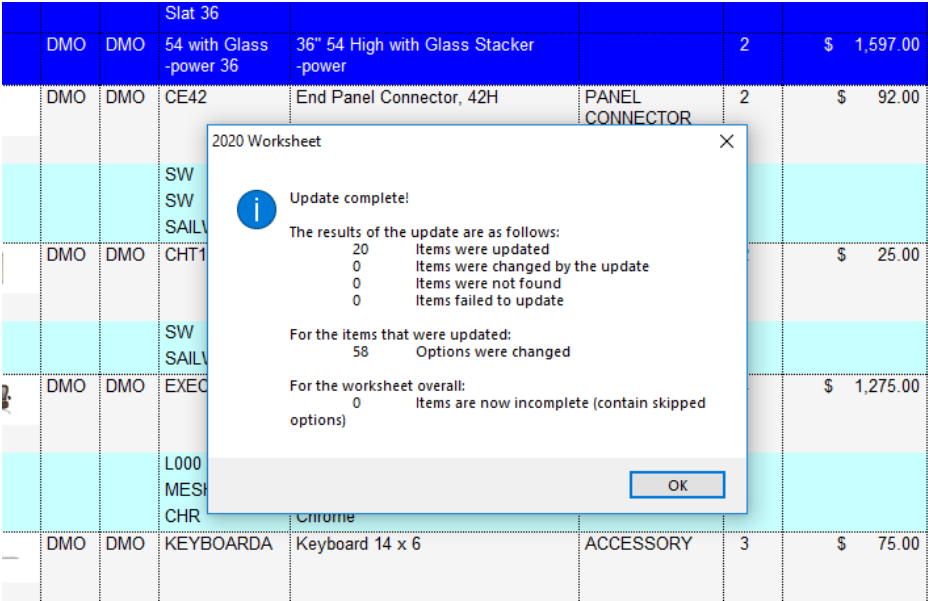 Slat 36
DMO DMO 54 with Glass 36" 54 High with Glass Stacker 2 $ 1,597.00
-power 36 -power
DMO DMO CE42 End Panel Connector, 42H PANEL 2 $ 92.00
CONNECTOR
2020 Worksheet
SW
Update complete!
SW
SAILW
The results of the update are as follows:
20 Items were updated
DMO DMO CHT1 $ 25.00
0 Items were changed by the update
0 Items were not found
0 Items failed to update
SW
For the items that were updated:
58 Options were changed
SAILW
For the worksheet overall:
DMO DMO EXEC $ 1,275.00
0 Items are now incomplete (contain skipped
options)
L000
MESH
OK
CHR Chrome
DMO DMO KEYBOARDA Keyboard 14 x 6 ACCESSORY 3 $ 75.00